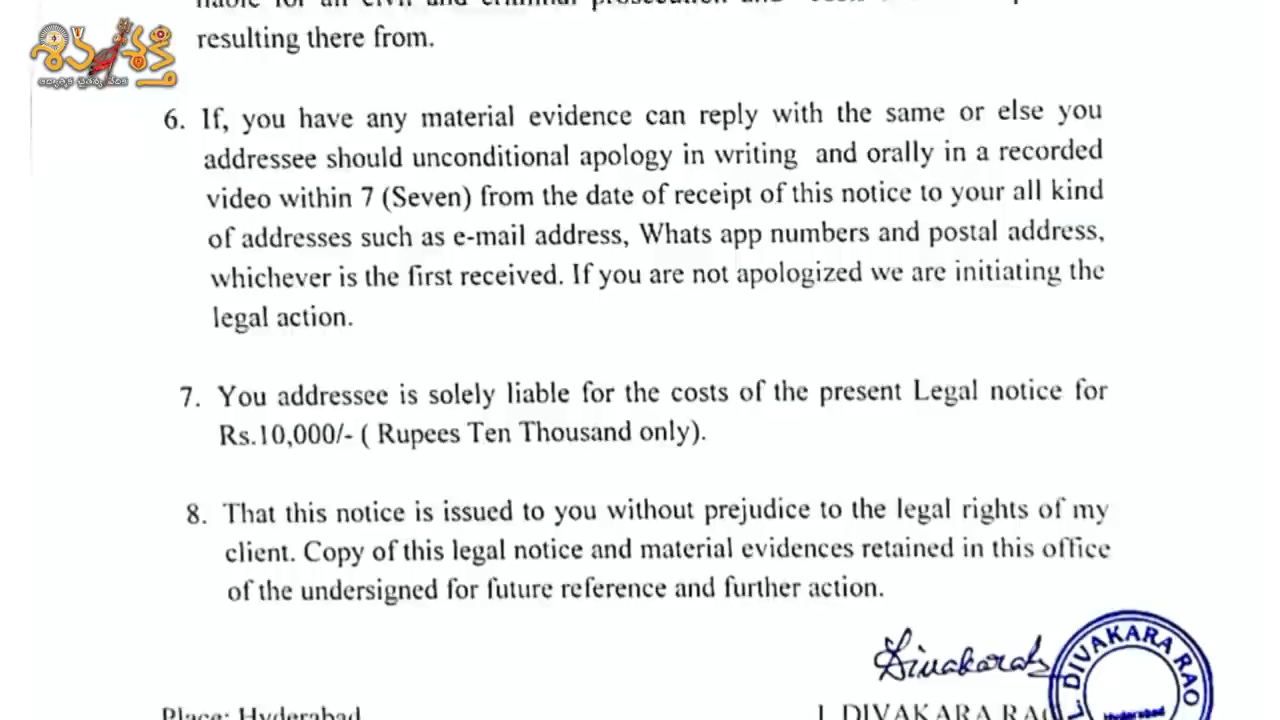 శివ శక్తి
resulting there from.
6. If, you have any material evidence can reply with the same or else you
addressee should unconditional apology in writing and orally in a recorded
video within 7 (Seven) from the date of receipt of this notice to your all kind
of addresses such as e-mail address, Whats app numbers and postal address,
whichever is the first received. If you are not apologized we are initiating the
legal action.
7. You addressee is solely liable for the costs of the present Legal notice for
Rs.10,000/- ( Rupees Ten Thousand only).
8. That this notice is issued to you without prejudice to the legal rights of my
client. Copy of this legal notice and material evidences retained in this office
of the undersigned for future reference and further action.
Divakarab
L. DIVAKARA RAO
Hyderabad
Place: Hyderabad
L DIVAKARA RAO